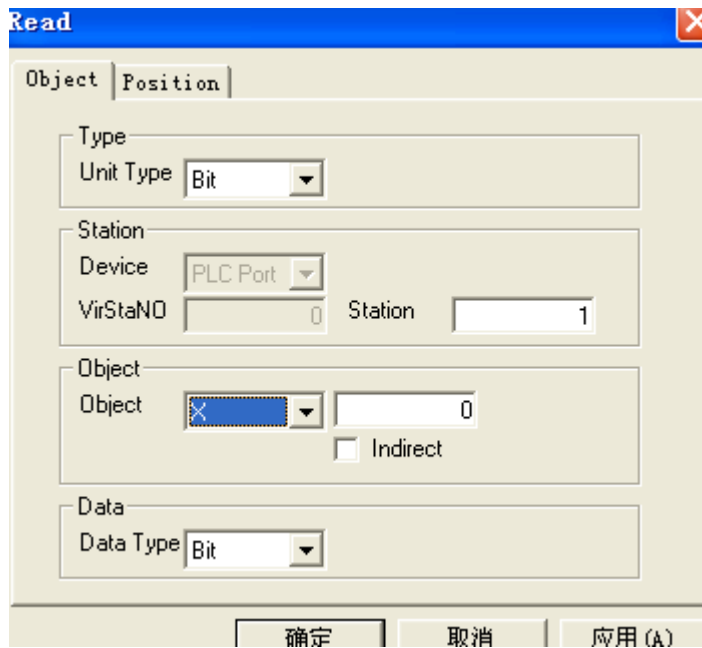 Read
Object Position
Type
Unit Type Bit
Station
Device PLC Port
VirStaNO 0 Station 1
Object
Object X 0
Indirect
Data
Data Type Bit
确定 取消 应用(A)